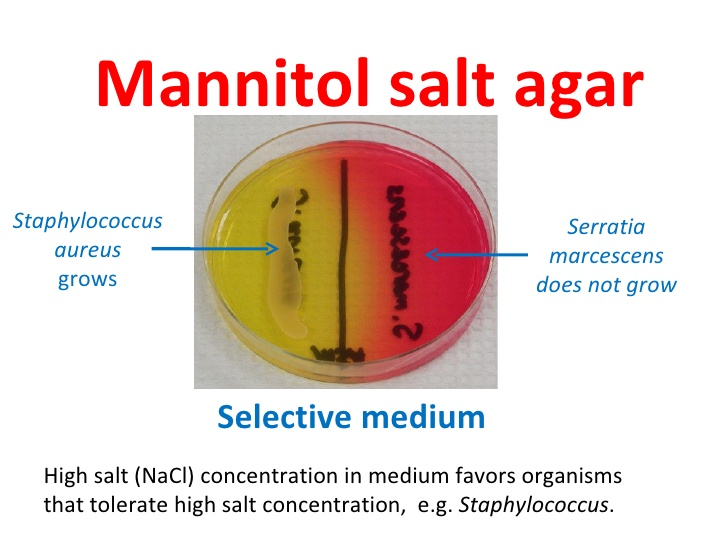 Mannitol salt agar
Staphylococcus
aureus
grows
Serratia
marcescens
does not grow
Selective medium
High salt (NaCl) concentration in medium favors organisms
that tolerate high salt concentration,  e.g. Staphylococcus.